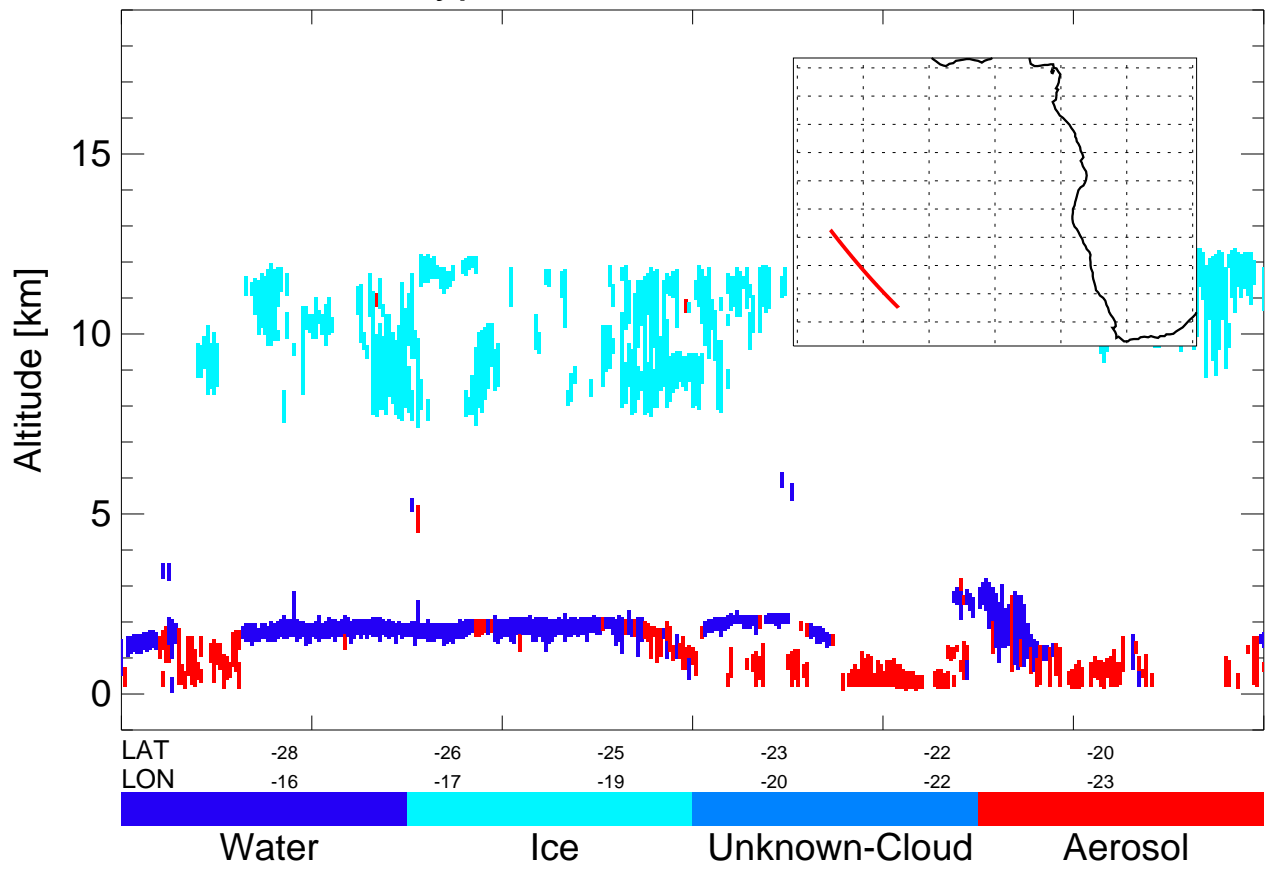 15
10
5
0
Altitude [km]
LAT -28 -26 -25 -23 -22 -20
LON -16 -17 -19 -20 -22 -23
Water Ice Unknown-Cloud Aerosol